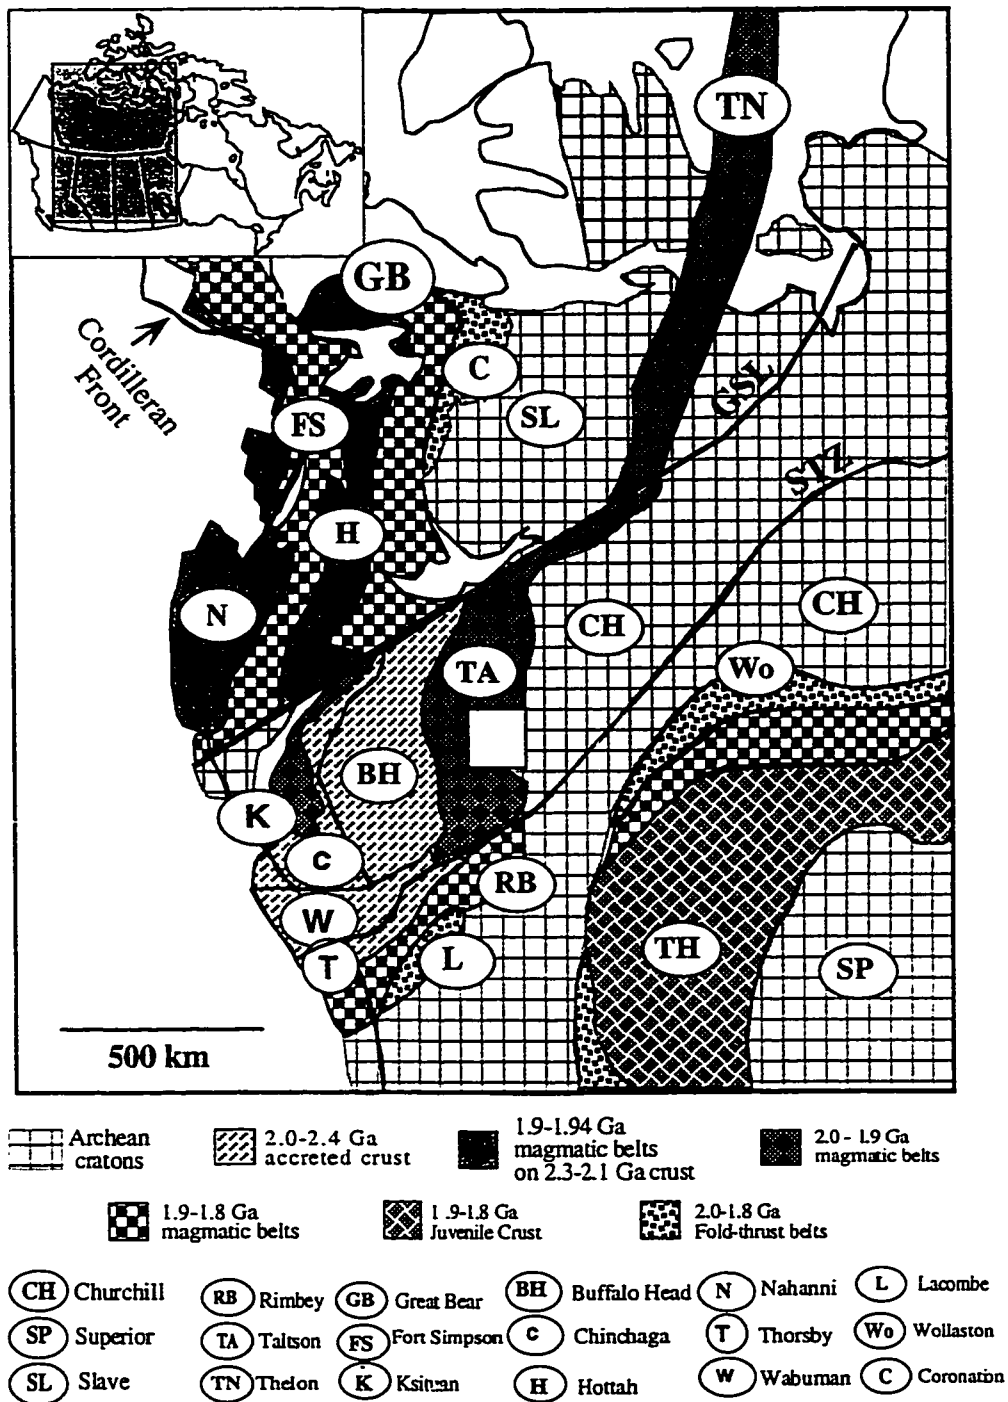 TN
GB
Cordilleran
Front
C
GSL
FS
SL
STZ
H
CH
N
CH
Wo
TA
BH
K
C
RB
W
T
L
TH
SP
500 km
Archean
cratons
2.0-2.4 Ga
accreted crust
1.9-1.94 Ga
magmatic belts
on 2.3-2.1 Ga crust
2.0 - 1.9 Ga
magmatic belts
1.9-1.8 Ga
magmatic belts
1.9-1.8 Ga
Juvenile Crust
2.0-1.8 Ga
Fold-thrust belts
CH Churchill
RB Rimbey
GB Great Bear
BH Buffalo Head
N Nahanni
L Lacombe
SP Superior
TA Taltson
FS Fort Simpson
C Chinchaga
T Thorsby
Wo Wollaston
SL Slave
TN Thelon
K Ksituan
H Hottah
W Wabuman
C Coronation